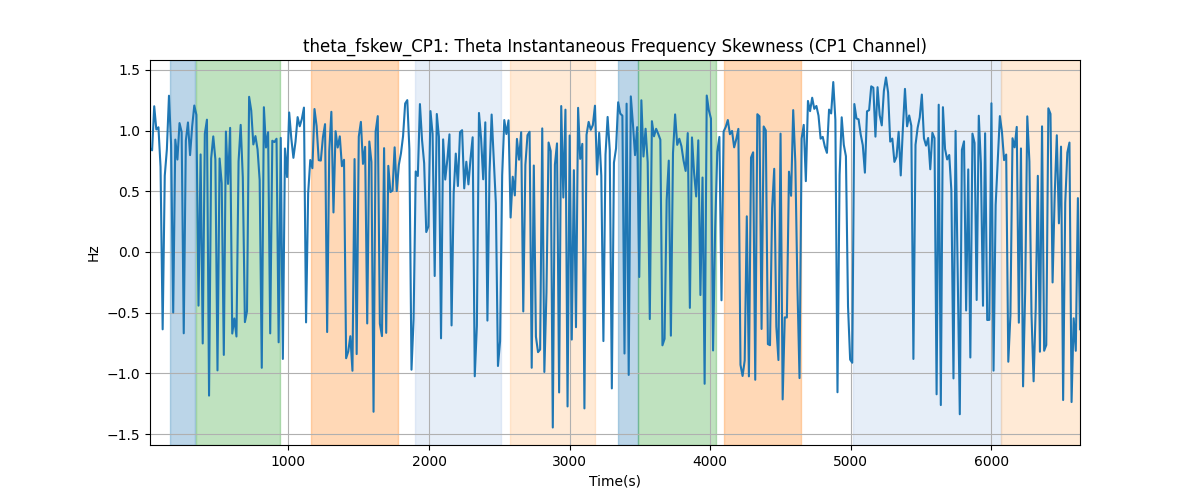 theta_fskew_CP1: Theta Instantaneous Frequency Skewness (CP1 Channel)
1.5
1.0
0.5
0.0
−0.5
−1.0
−1.5
Hz
1000 2000 3000 4000 5000 6000
Time(s)